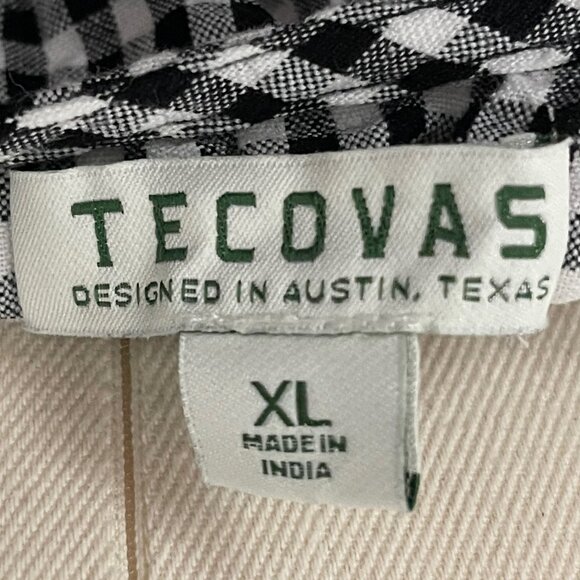 TECOVAS
DESIGNED IN AUSTIN, TEXAS
XL
MADE IN
INDIA